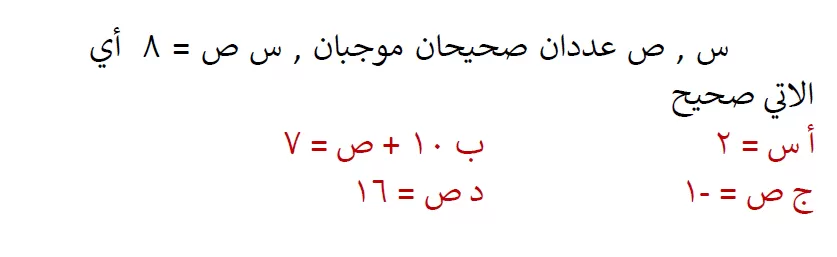 س , ص عددان صحيحان موجبان , س ص = ٨ أي
الاتي صحيح
أ س = ٢ ب ١٠ + ص = ٧
ج ص = -١ د ص = ١٦